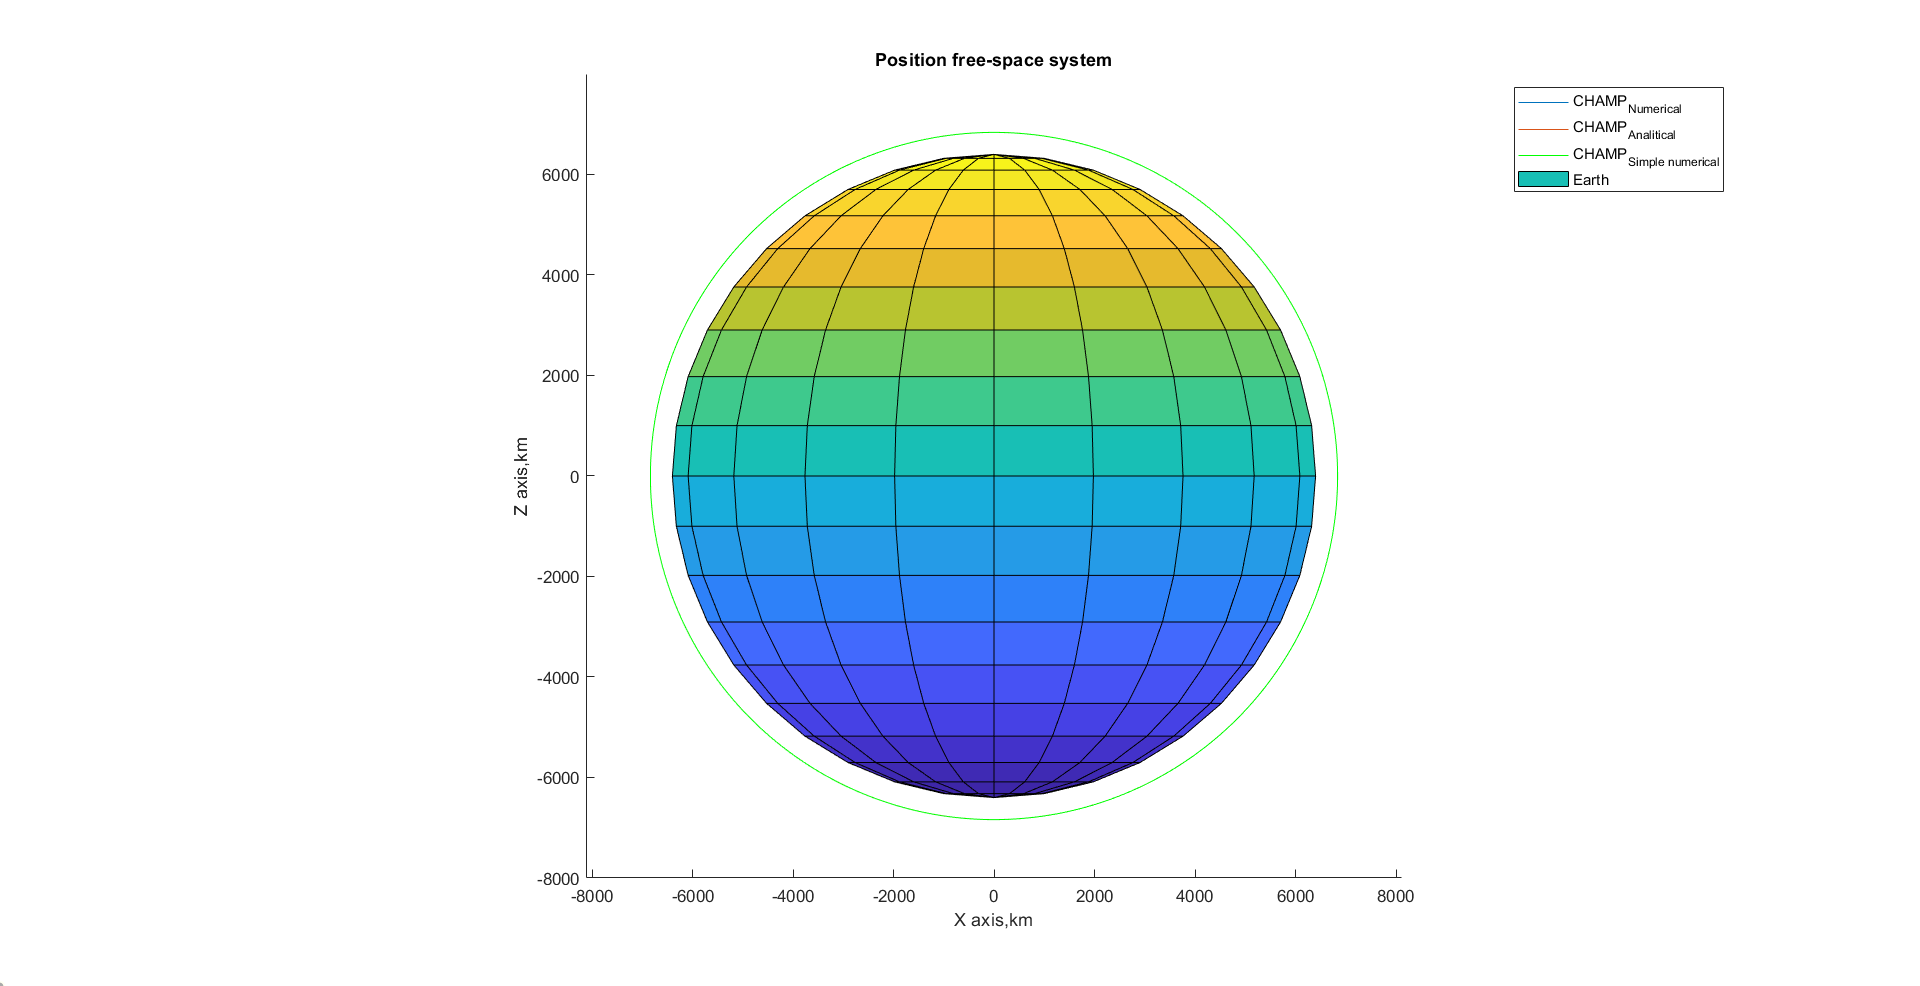 Position free-space system
CHAMP Numerical
CHAMP Analitical
CHAMP Simple numerical
Earth
6000
4000
2000
0
-2000
-4000
-6000
-8000
Z axis,km
-8000 -6000 -4000 -2000 0 2000 4000 6000 8000
X axis,km